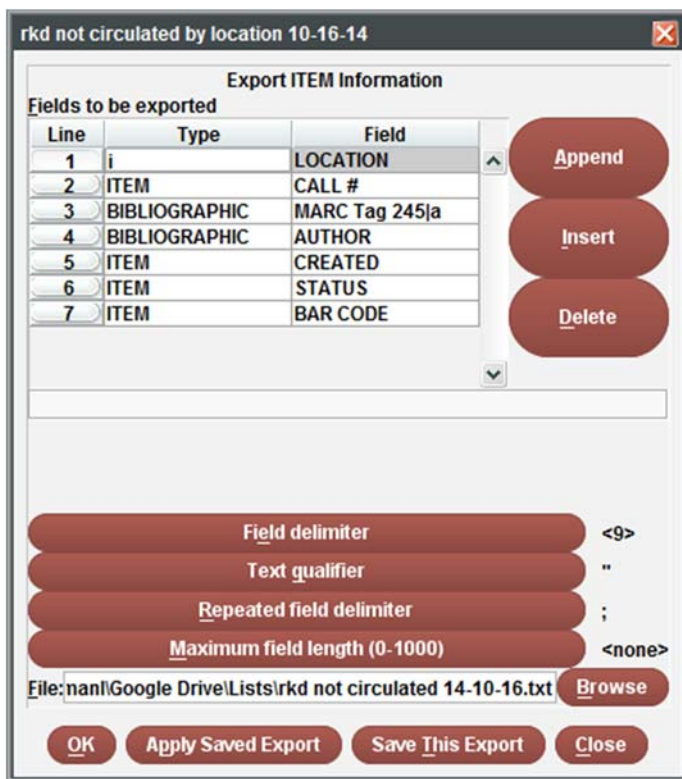 rkd not circulated by location 10-16-14
Export ITEM Information
Fields to be exported
Line Type Field
1 i LOCATION
2 ITEM CALL #
3 BIBLIOGRAPHIC MARC Tag 245|a
4 BIBLIOGRAPHIC AUTHOR
5 ITEM CREATED
6 ITEM STATUS
7 ITEM BAR CODE
Append
Insert
Delete
Field delimiter <9>
Text qualifier "
Repeated field delimiter ;
Maximum field length (0-1000) <none>
File: nanl\Google Drive\Lists\rkd not circulated 14-10-16.txt Browse
OK Apply Saved Export Save This Export Close